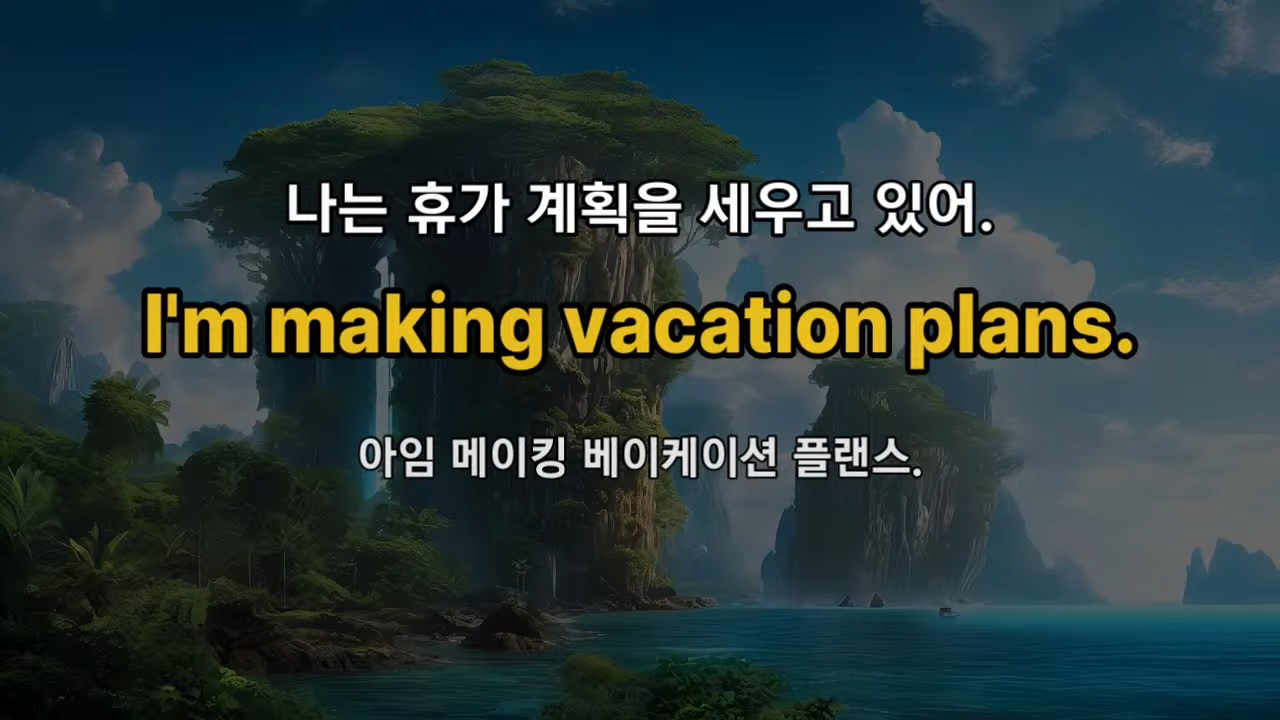 나는 휴가 계획을 세우고 있어.
I'm making vacation plans.
아임 메이킹 베이케이션 플랜스.